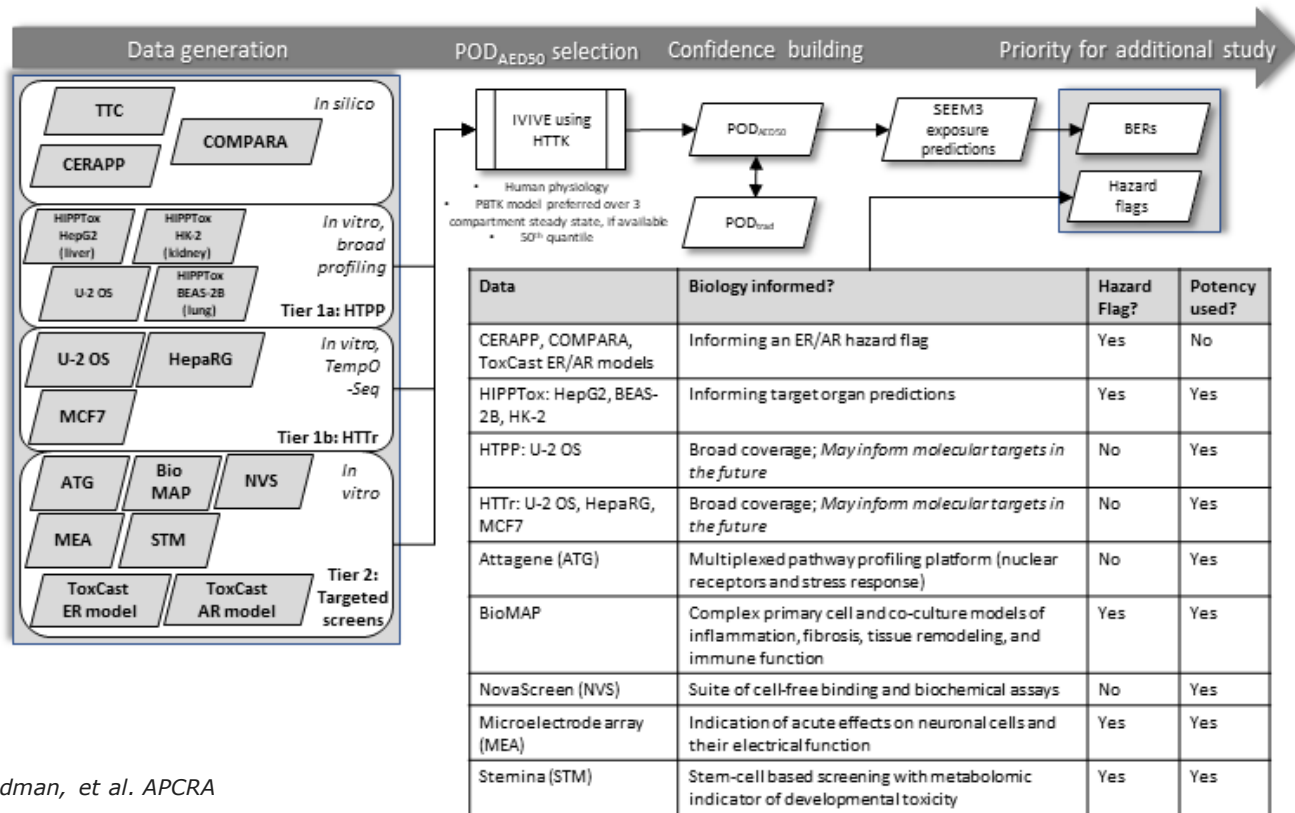 Data generation
POD AED50 selection
Confidence building
Priority for additional study
TTC
In silico
COMPARA
CERAPP
HIPPTox
HepG2
(liver)
HIPPTox
HK-2
(kidney)
In vitro,
broad
profiling
U-2 OS
HIPPTox
BEAS-2B
(lung)
Tier 1a: HTPP
U-2 OS
HepaRG
In vitro,
TempO
-Seq
MCF7
Tier 1b: HTTr
ATG
Bio
MAP
NVS
In
vitro
MEA
STM
ToxCast
ER model
ToxCast
AR model
Tier 2:
Targeted
screens
IVIVE using
HTTK
• Human physiology
• PBTK model preferred over 3
compartment steady state, if available
• 50th quantile
POD AED50
POD trad
SEEM3
exposure
predictions
BERs
Hazard
flags
Data
Biology informed?
Hazard
Flag?
Potency
used?
CERAPP, COMPARA,
ToxCast ER/AR models
Informing an ER/AR hazard flag
Yes
No
HIPPTox: HepG2, BEAS-
2B, HK-2
Informing target organ predictions
Yes
Yes
HTPP: U-2 OS
Broad coverage; May inform molecular targets in
the future
No
Yes
HTTr: U-2 OS, HepaRG,
MCF7
Broad coverage; May inform molecular targets in
the future
No
Yes
Attagene (ATG)
Multiplexed pathway profiling platform (nuclear
receptors and stress response)
No
Yes
BioMAP
Complex primary cell and co-culture models of
inflammation, fibrosis, tissue remodeling, and
immune function
Yes
Yes
NovaScreen (NVS)
Suite of cell-free binding and biochemical assays
No
Yes
Microelectrode array
(MEA)
Indication of acute effects on neuronal cells and
their electrical function
Yes
Yes
Stemina (STM)
Stem-cell based screening with metabolomic
indicator of developmental toxicity
Yes
Yes
dman, et al. APCRA